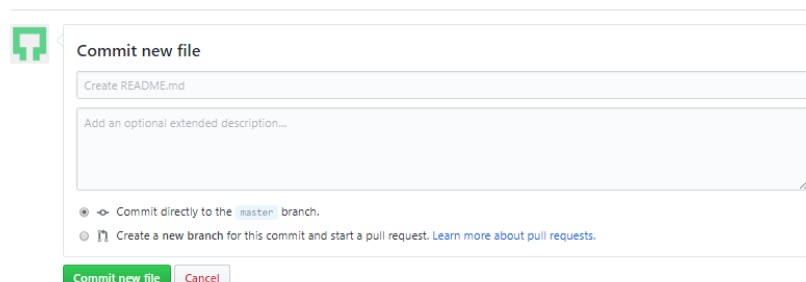 Commit new file
Create README.md
Add an optional extended description...
Commit directly to the master branch.
Create a new branch for this commit and start a pull request. Learn more about pull requests.
Commit new file Cancel